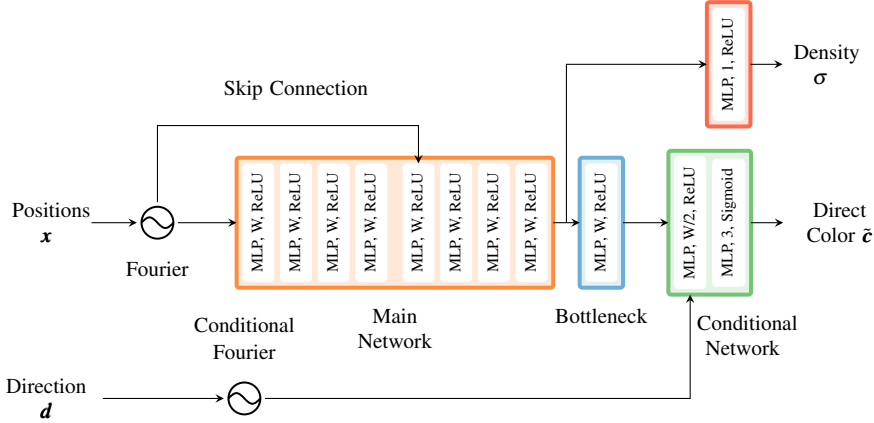 MLP, 1, ReLU
Density
σ
Skip Connection
Positions
x
Fourier
MLP, W, ReLU
MLP, W, ReLU
MLP, W, ReLU
MLP, W, ReLU
MLP, W, ReLU
MLP, W, ReLU
MLP, W, ReLU
MLP, W, ReLU
MLP, W, ReLU
MLP, W/2, ReLU
MLP, 3, Sigmoid
Direct
Color c̃
Conditional
Fourier
Main
Network
Bottleneck
Conditional
Network
Direction
d